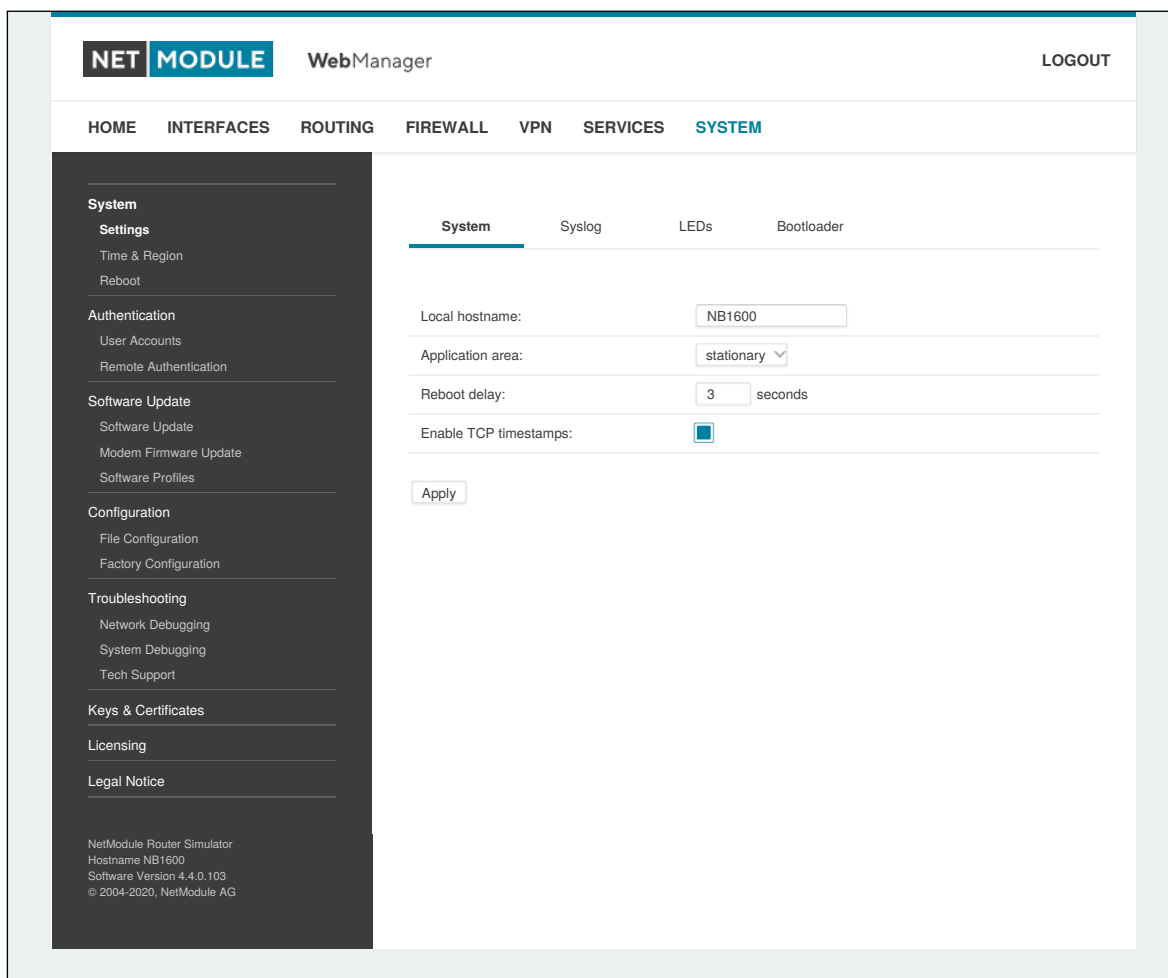 NET MODULE WebManager LOGOUT
HOME INTERFACES ROUTING FIREWALL VPN SERVICES SYSTEM
System
Settings
Time & Region
Reboot
Authentication
User Accounts
Remote Authentication
Software Update
Software Update
Modem Firmware Update
Software Profiles
Configuration
File Configuration
Factory Configuration
Troubleshooting
Network Debugging
System Debugging
Tech Support
Keys & Certificates
Licensing
Legal Notice
NetModule Router Simulator
Hostname NB1600
Software Version 4.4.0.103
© 2004-2020, NetModule AG
System Syslog LEDs Bootloader
Local hostname: NB1600
Application area: stationary
Reboot delay: 3 seconds
Enable TCP timestamps:
Apply